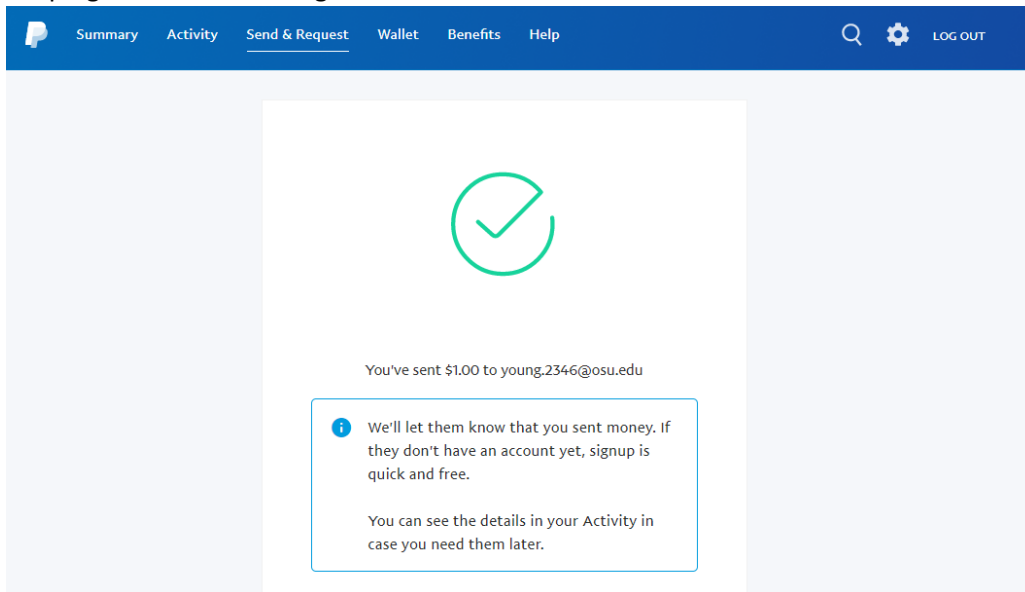 Summary Activity Send & Request Wallet Benefits Help LOG OUT
You've sent $1.00 to young.2346@osu.edu
We'll let them know that you sent money. If
they don't have an account yet, signup is
quick and free.
You can see the details in your Activity in
case you need them later.